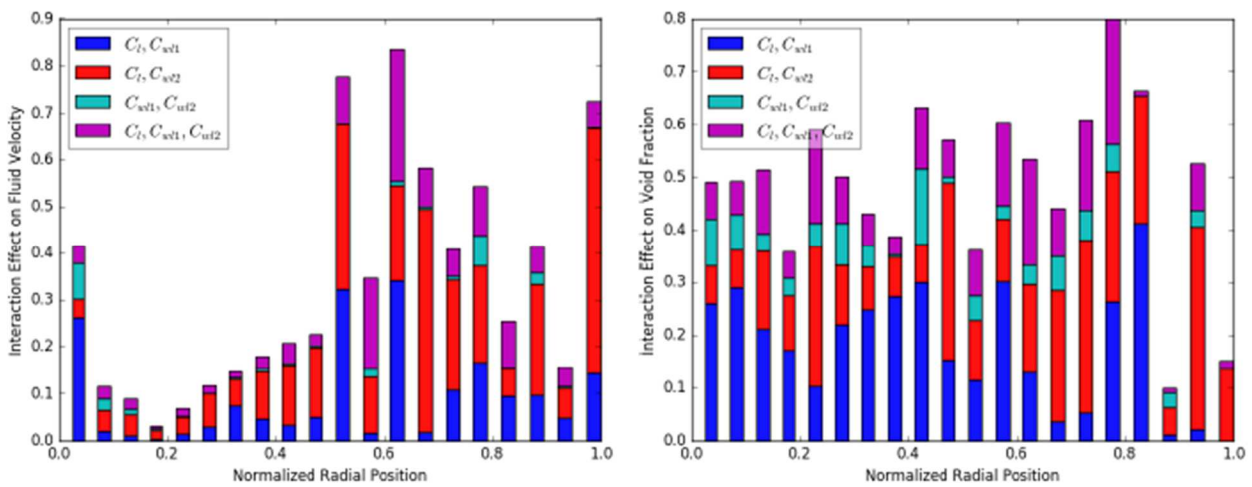 Interaction Effect on Fluid Velocity
0.9
0.8
0.7
0.6
0.5
0.4
0.3
0.2
0.1
0.0
C_l, C_wl1
C_l, C_wl2
C_wl1, C_wl2
C_l, C_wl1, C_wl2
0.0 0.2 0.4 0.6 0.8 1.0
Normalized Radial Position
Interaction Effect on Void Fraction
0.8
0.7
0.6
0.5
0.4
0.3
0.2
0.1
0.0
C_l, C_wl1
C_l, C_wl2
C_wl1, C_wl2
C_l, C_wl1, C_wl2
0.0 0.2 0.4 0.6 0.8 1.0
Normalized Radial Position